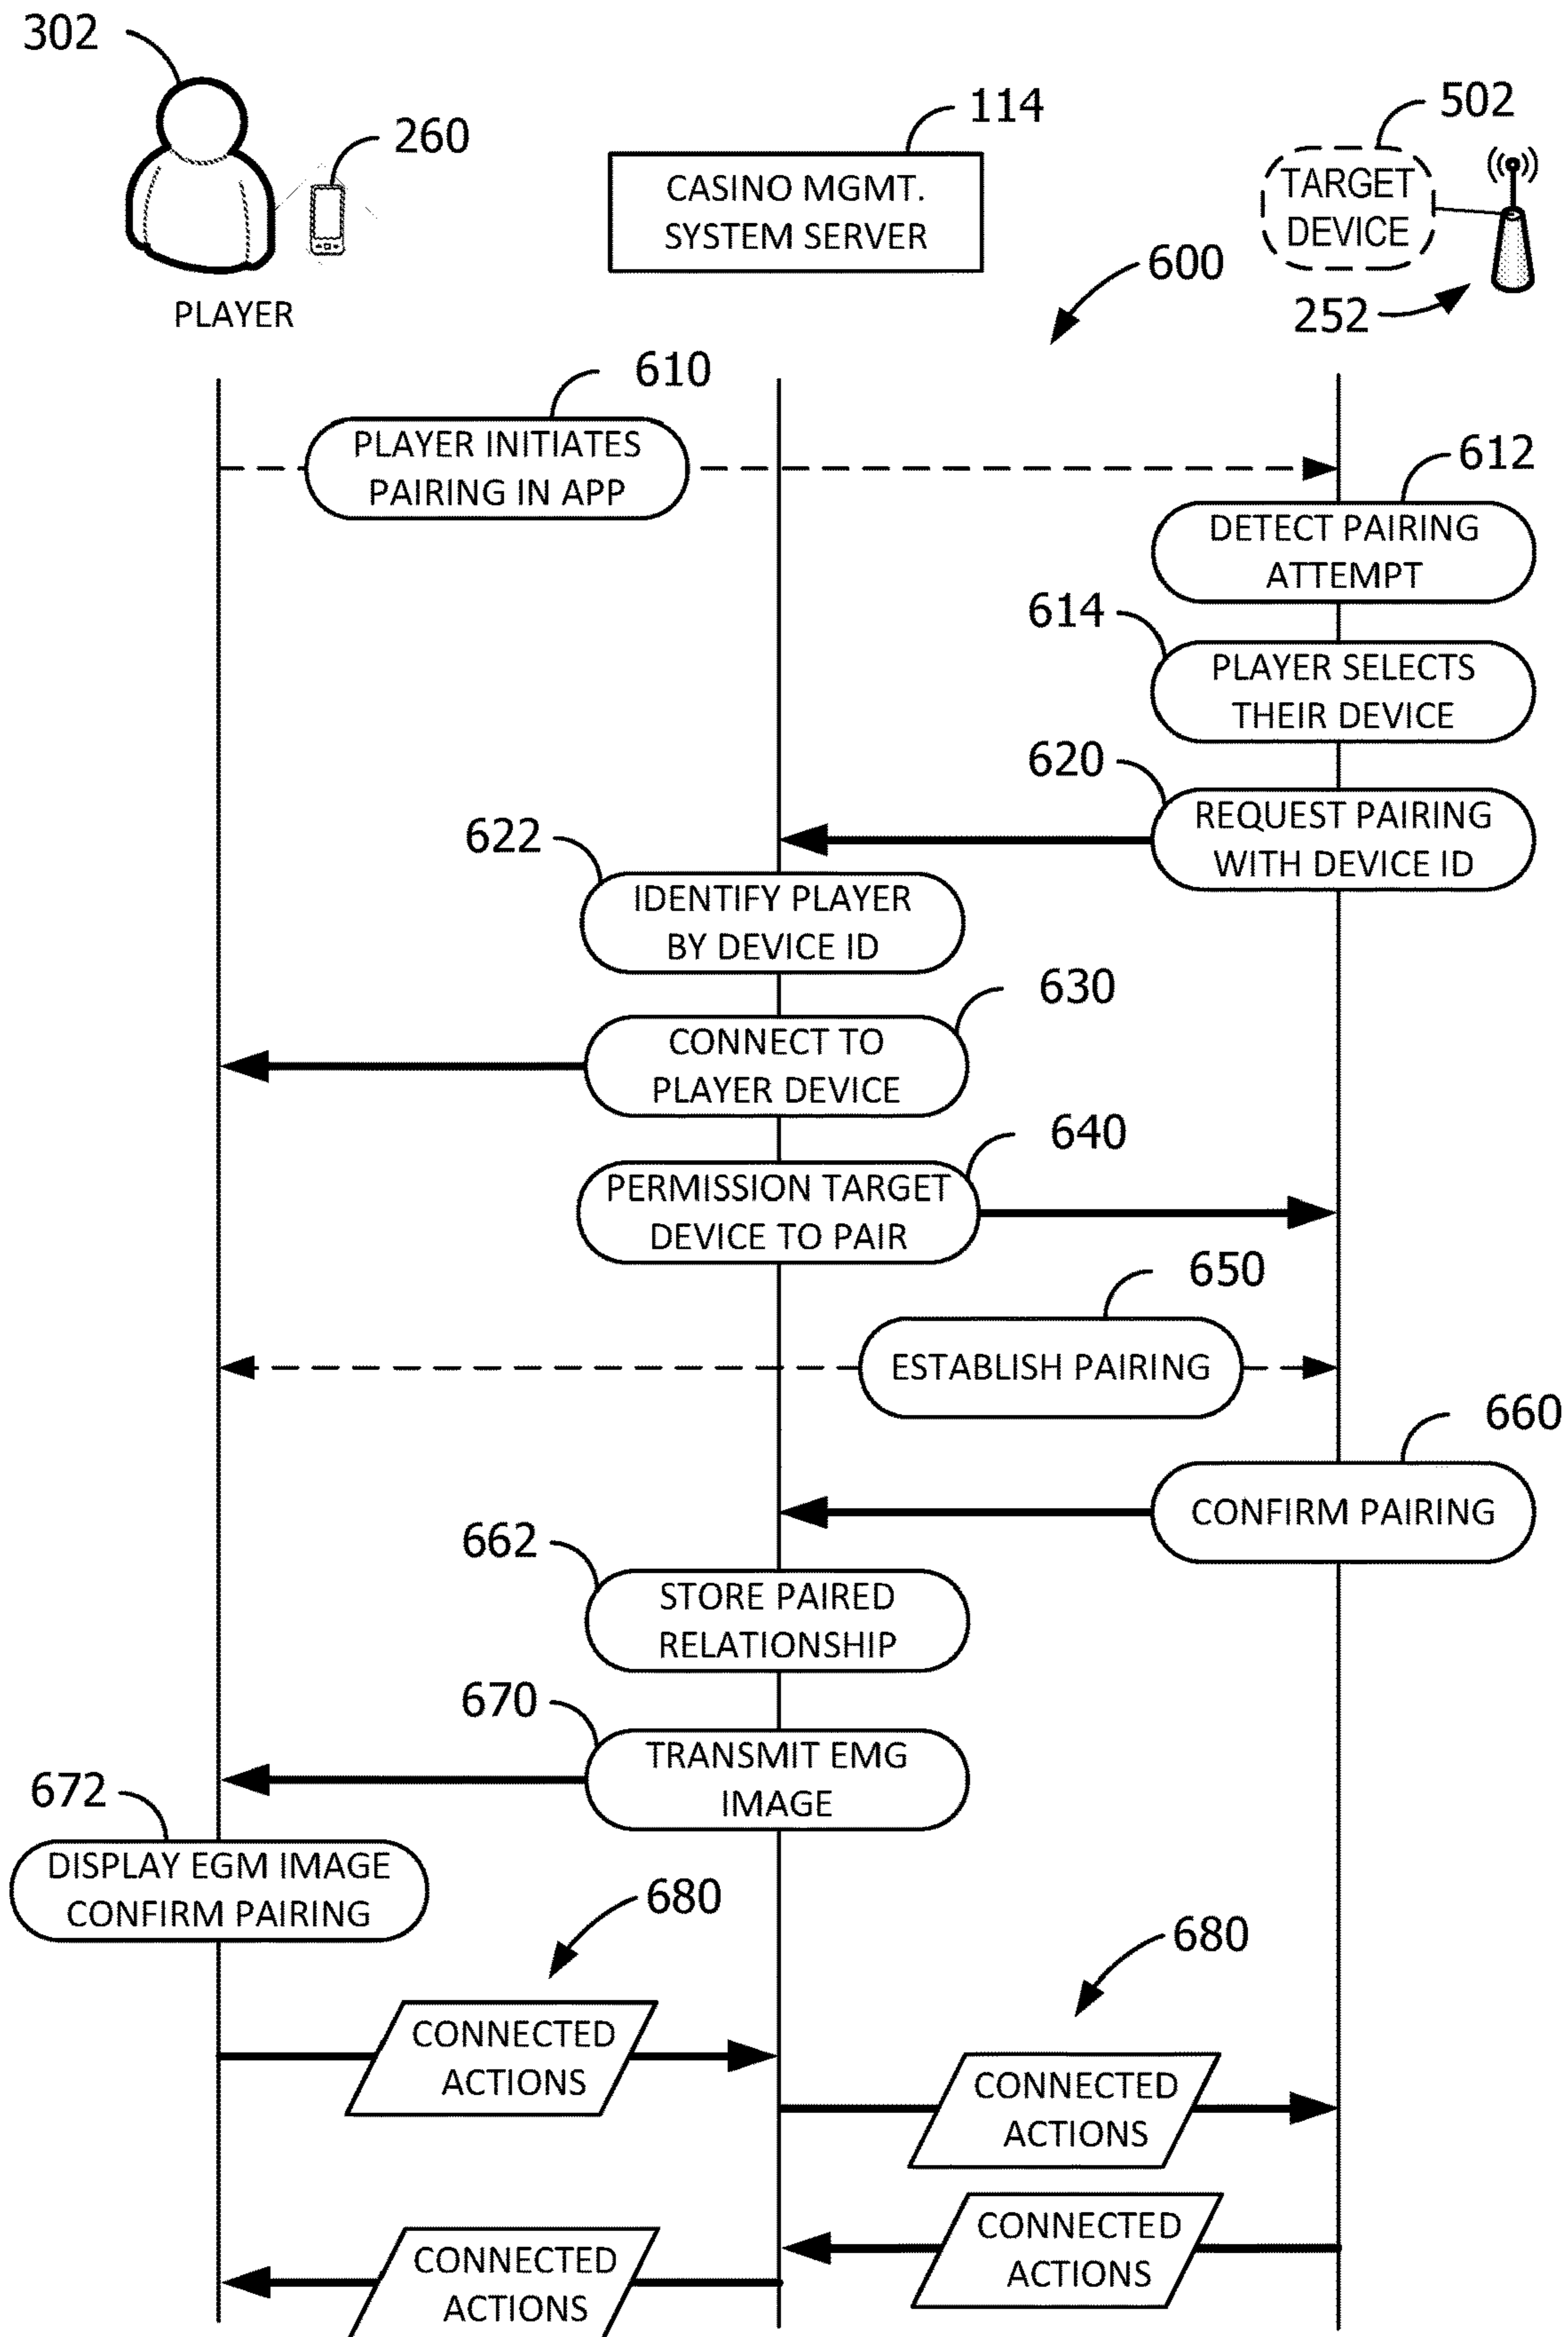 302
260
114
502
CASINO MGMT.
SYSTEM SERVER
TARGET
DEVICE
PLAYER
600
252
610
PLAYER INITIATES
PAIRING IN APP
612
DETECT PAIRING
ATTEMPT
614
PLAYER SELECTS
THEIR DEVICE
620
REQUEST PAIRING
WITH DEVICE ID
622
IDENTIFY PLAYER
BY DEVICE ID
630
CONNECT TO
PLAYER DEVICE
640
PERMISSION TARGET
DEVICE TO PAIR
650
ESTABLISH PAIRING
660
CONFIRM PAIRING
662
STORE PAIRED
RELATIONSHIP
670
TRANSMIT EMG
IMAGE
672
DISPLAY EGM IMAGE
CONFIRM PAIRING
680
680
CONNECTED
ACTIONS
CONNECTED
ACTIONS
CONNECTED
ACTIONS
CONNECTED
ACTIONS